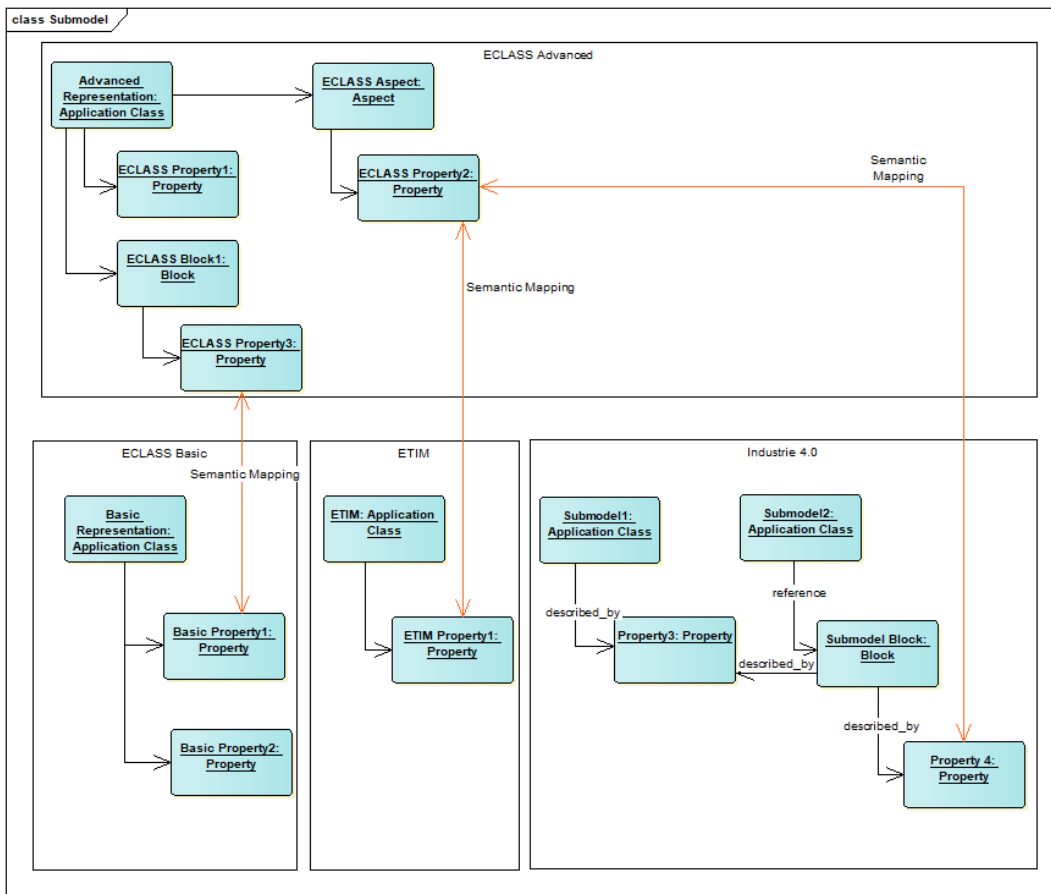 class Submodel
ECLASS Advanced
Advanced
Representation:
Application Class
ECLASS Aspect:
Aspect
ECLASS Property1:
Property
ECLASS Property2:
Property
Semantic
Mapping
ECLASS Block1:
Block
Semantic Mapping
ECLASS Property3:
Property
ECLASS Basic
Semantic Mapping
Basic
Representation:
Application Class
Basic Property1:
Property
Basic Property2:
Property
ETIM
ETIM: Application
Class
ETIM Property1:
Property
Industrie 4.0
Submodel1:
Application Class
Submodel2:
Application Class
described_by
reference
Property3: Property
Submodel Block:
Block
described_by
described_by
Property 4:
Property